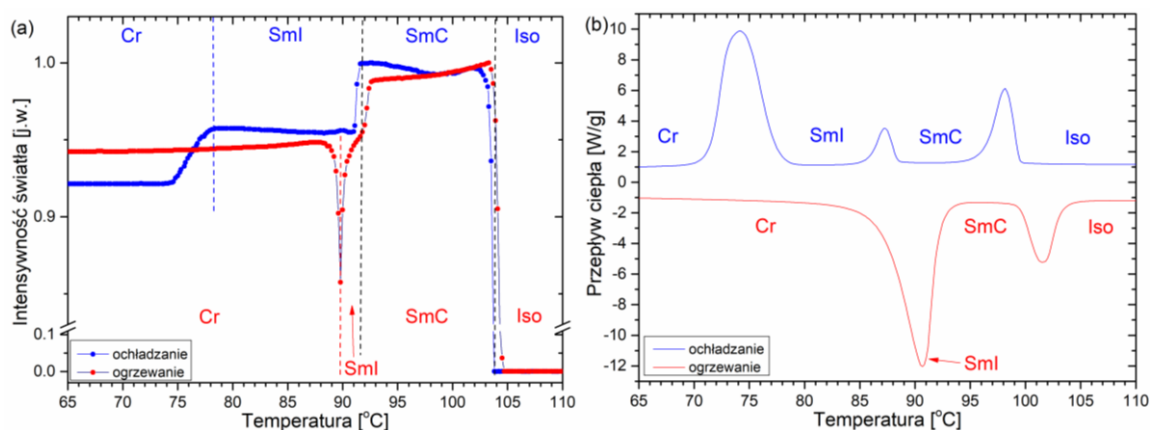 (a)
Cr SmI SmC Iso
Intensywność światła [j.w.]
1.0
0.9
0.1
0.0
Cr SmI SmC Iso
ochładzanie
ogrzewanie
65 70 75 80 85 90 95 100 105 110
Temperatura [°C]
(b)
Przepływ ciepła [W/g]
10
8
6
4
2
0
-2
-4
-6
-8
-10
-12
Cr SmI SmC Iso
Cr SmC Iso
SmI
ochładzanie
ogrzewanie
65 70 75 80 85 90 95 100 105 110
Temperatura [°C]